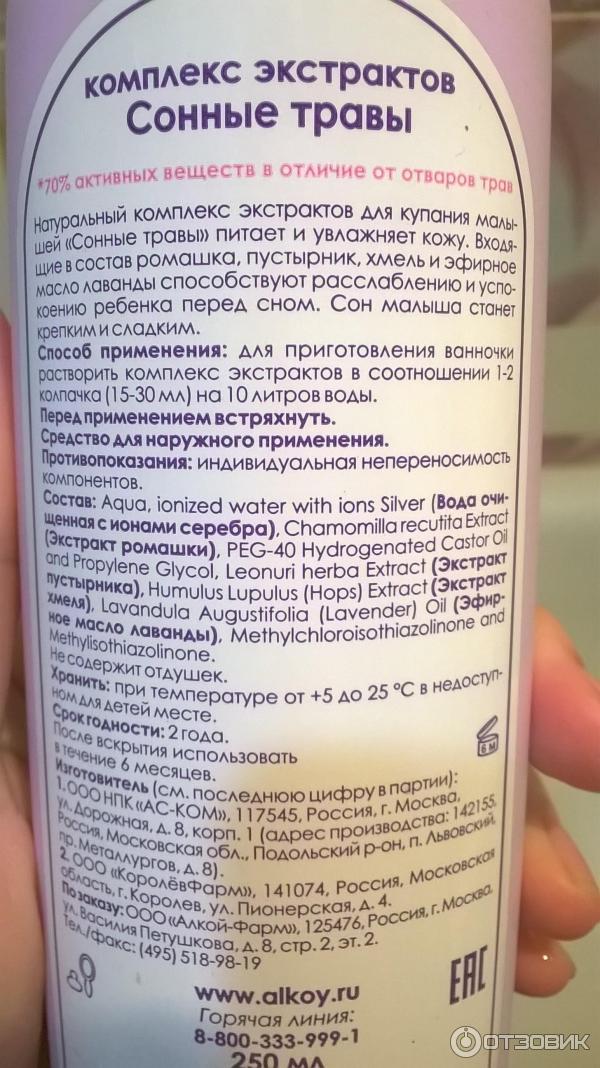 комплекс экстрактов
Сонные травы
*70% активных веществ в отличие от отваров трав
Натуральный комплекс экстрактов для купания малы-
шей «Сонные травы» питает и увлажняет кожу. Входя-
щие в состав ромашка, пустырник, хмель и эфирное
масло лаванды способствуют расслаблению и успо-
коению ребенка перед сном. Сон малыша станет
крепким и сладким.
Способ применения: для приготовления ванночки
растворить комплекс экстрактов в соотношении 1-2
колпачка (15-30 мл) на 10 литров воды.
Перед применением встряхнуть.
Средство для наружного применения.
Противопоказания: индивидуальная непереносимость
компонентов.
Состав: Aqua, ionized water with ions Silver (Вода очи-
щенная с ионами серебра), Chamomilla recutita Extract
(Экстракт ромашки), PEG-40 Hydrogenated Castor Oil
and Propylene Glycol, Leonuri herba Extract (Экстракт
пустырника), Humulus Lupulus (Hops) Extract (Экстракт
хмеля), Lavandula Augustifolia (Lavender) Oil (Эфир-
ное масло лаванды), Methylchloroisothiazolinone and
Methylisothiazolinone.
Не содержит отдушек.
Хранить: при температуре от +5 до 25 °С в недоступ-
ном для детей месте.
Срок годности: 2 года.
После вскрытия использовать
в течение 6 месяцев.
6 М
Изготовитель (см. последнюю цифру в партии):
1. ООО НПК «АС-КОМ», 117545, Россия, г. Москва,
ул. Дорожная, д. 8, корп. 1 (адрес производства: 142155,
Россия, Московская обл., Подольский р-он, п. Львовский,
пр. Металлургов, д. 8).
2. ООО «КоролёвФарм», 141074, Россия, Московская
область, г. Королев, ул. Пионерская, д. 4.
По заказу: ООО «Алкой-Фарм», 125476, Россия, г. Москва,
ул. Василия Петушкова, д. 8, стр. 2, эт. 2.
Тел./факс: (495) 518-98-19
EAC
www.alkoy.ru
Горячая линия:
8-800-333-999-1
250 мл
ОТЗОВИК